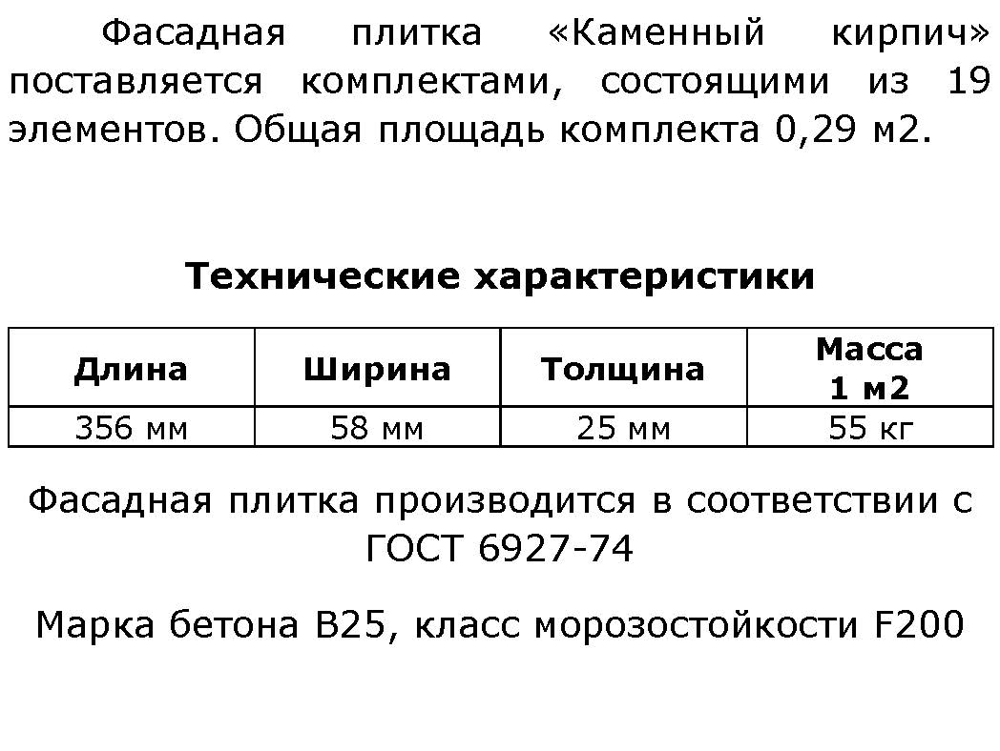 Фасадная плитка «Каменный кирпич»
поставляется комплектами, состоящими из 19
элементов. Общая площадь комплекта 0,29 м2.
Технические характеристики
Длина Ширина Толщина Масса 1 м2
356 мм 58 мм 25 мм 55 кг
Фасадная плитка производится в соответствии с
ГОСТ 6927-74
Марка бетона В25, класс морозостойкости F200